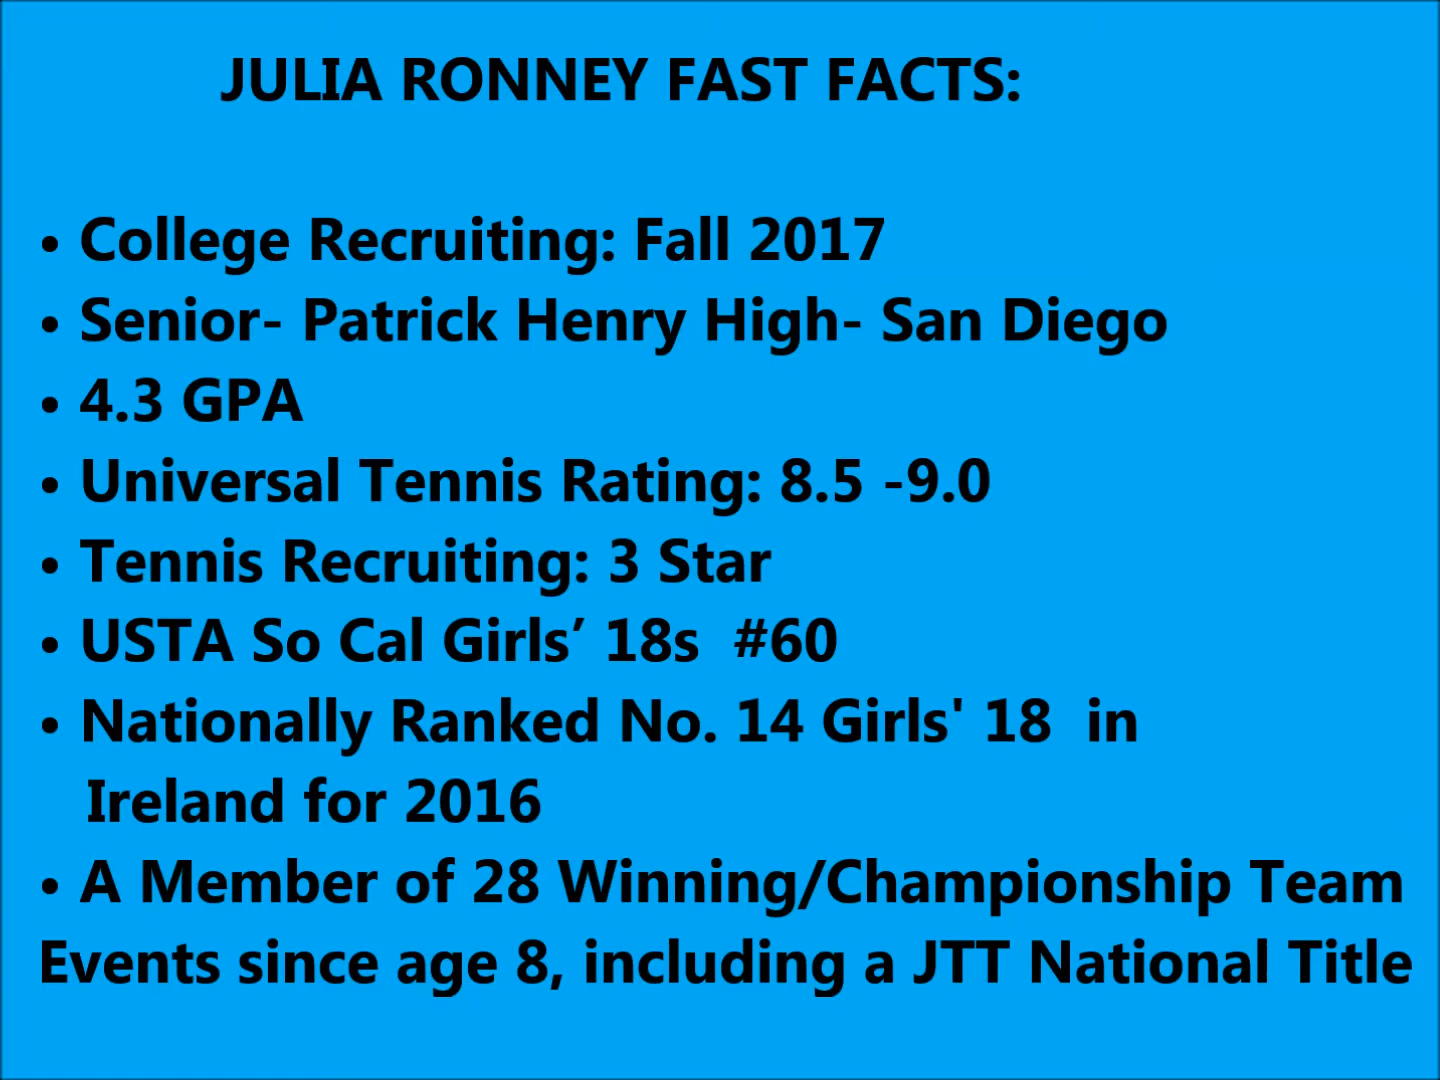 JULIA RONNEY FAST FACTS:
• College Recruiting: Fall 2017
• Senior- Patrick Henry High- San Diego
• 4.3 GPA
• Universal Tennis Rating: 8.5 -9.0
• Tennis Recruiting: 3 Star
• USTA So Cal Girls’ 18s  #60
• Nationally Ranked No. 14 Girls' 18  in
Ireland for 2016
• A Member of 28 Winning/Championship Team
Events since age 8, including a JTT National Title